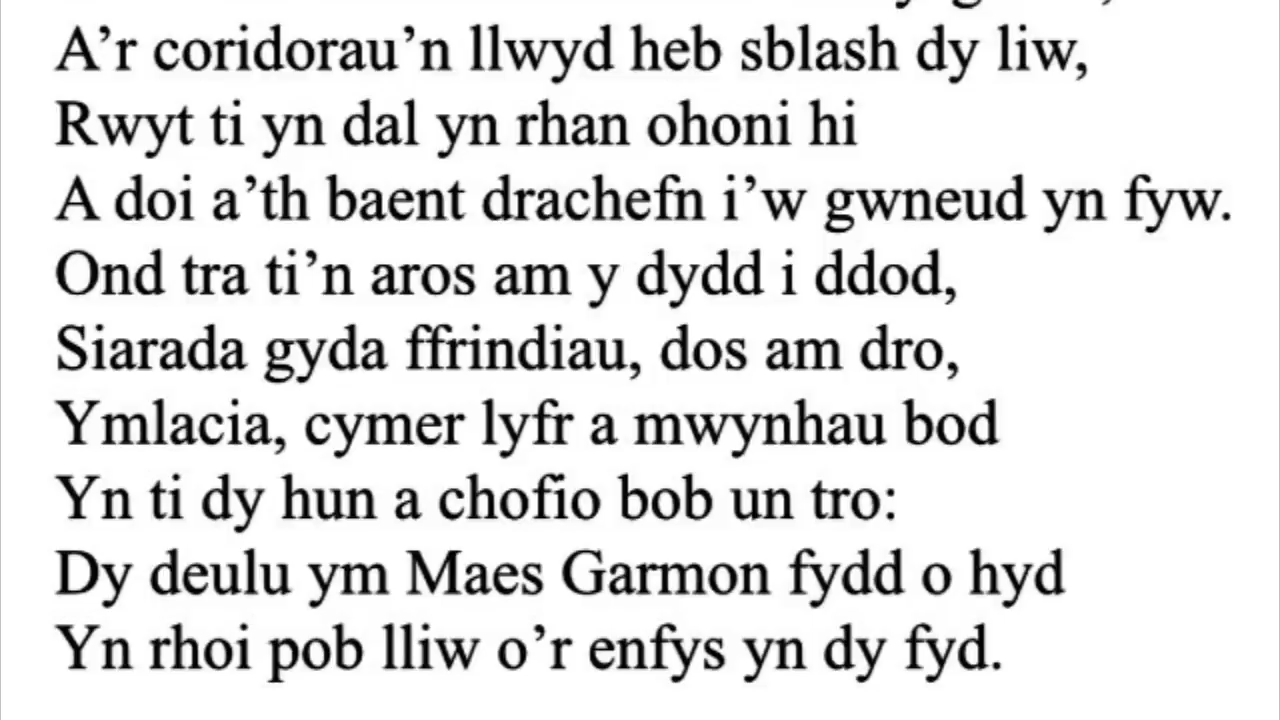 A’r coridorau’n llwyd heb sblash dy liw,
Rwyt ti yn dal yn rhan ohoni hi
A doi a’th baent drachefn i’w gwneud yn fyw.
Ond tra ti’n aros am y dydd i ddod,
Siarada gyda ffrindiau, dos am dro,
Ymlacia, cymer lyfr a mwynhau bod
Yn ti dy hun a chofio bob un tro:
Dy deulu ym Maes Garmon fydd o hyd
Yn rhoi pob lliw o’r enfys yn dy fyd.